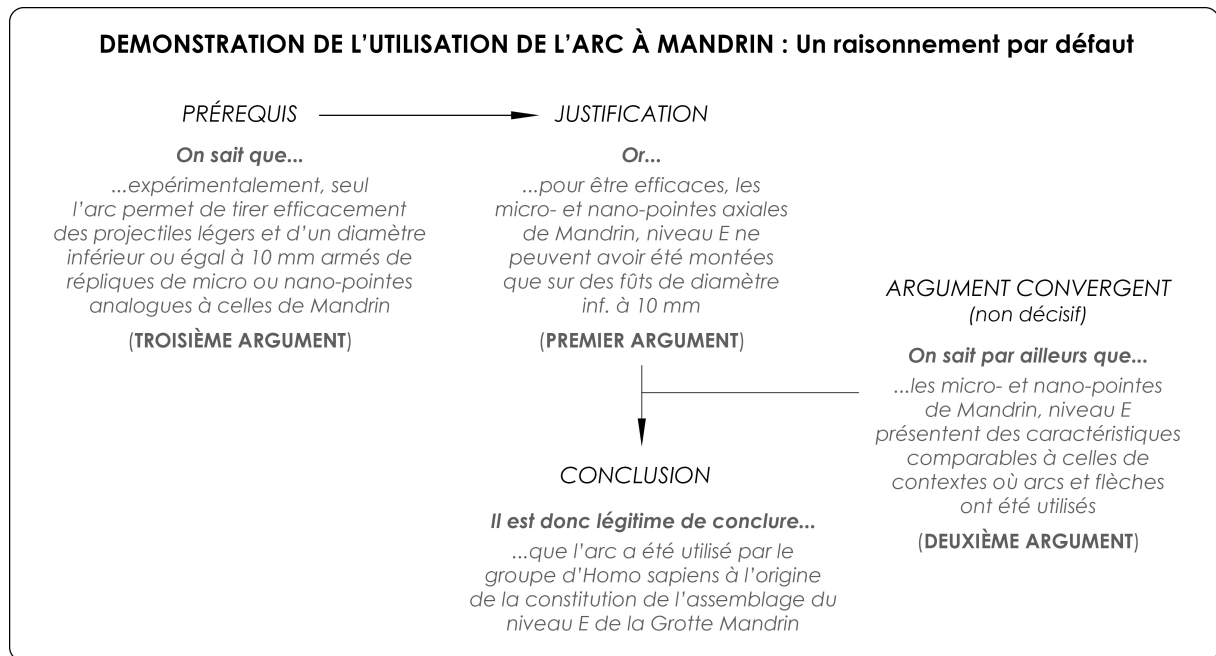 DEMONSTRATION DE L’UTILISATION DE L’ARC À MANDRIN : Un raisonnement par défaut
PRÉREQUIS
On sait que...
...expérimentalement, seul
l’arc permet de tirer efficacement
des projectiles légers et d’un diamètre
inférieur ou égal à 10 mm armés de
répliques de micro ou nano-pointes
analogues à celles de Mandrin
(TROISIÈME ARGUMENT)
JUSTIFICATION
Or...
...pour être efficaces, les
micro- et nano-pointes axiales
de Mandrin, niveau E ne
peuvent avoir été montées
que sur des fûts de diamètre
inf. à 10 mm
(PREMIER ARGUMENT)
ARGUMENT CONVERGENT
(non décisif)
On sait par ailleurs que...
...les micro- et nano-pointes
de Mandrin, niveau E
présentent des caractéristiques
comparables à celles de
contextes où arcs et flèches
ont été utilisés
(DEUXIÈME ARGUMENT)
CONCLUSION
Il est donc légitime de conclure...
...que l’arc a été utilisé par le
groupe d’Homo sapiens à l’origine
de la constitution de l’assemblage du
niveau E de la Grotte Mandrin